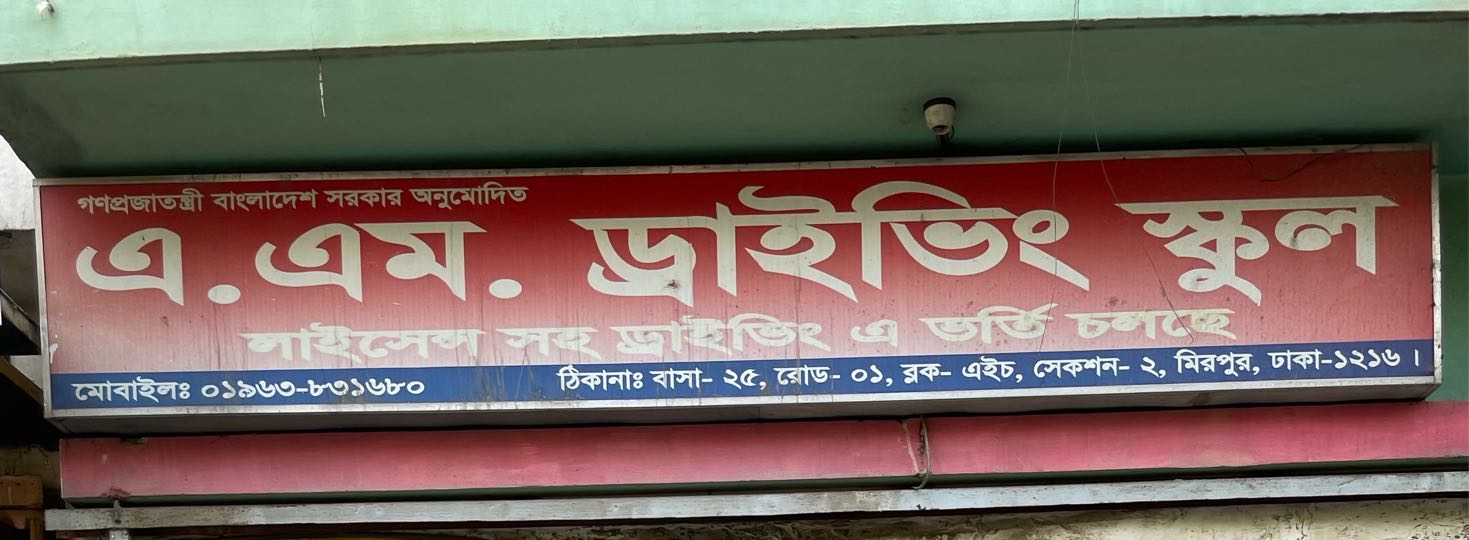 গণপ্রজাতন্ত্রী বাংলাদেশ সরকার অনুমোদিত
এ.এম. ড্রাইভিং স্কুল
লাইসেন্স সহ ড্রাইভিং এ ভর্তি চলছে
মোবাইলঃ ০১৯৬৩-৮৩১৬৮০
ঠিকানাঃ বাসা- ২৫, রোড- ০১, ব্লক- এইচ, সেকশন- ২, মিরপুর, ঢাকা-১২১৬ ।